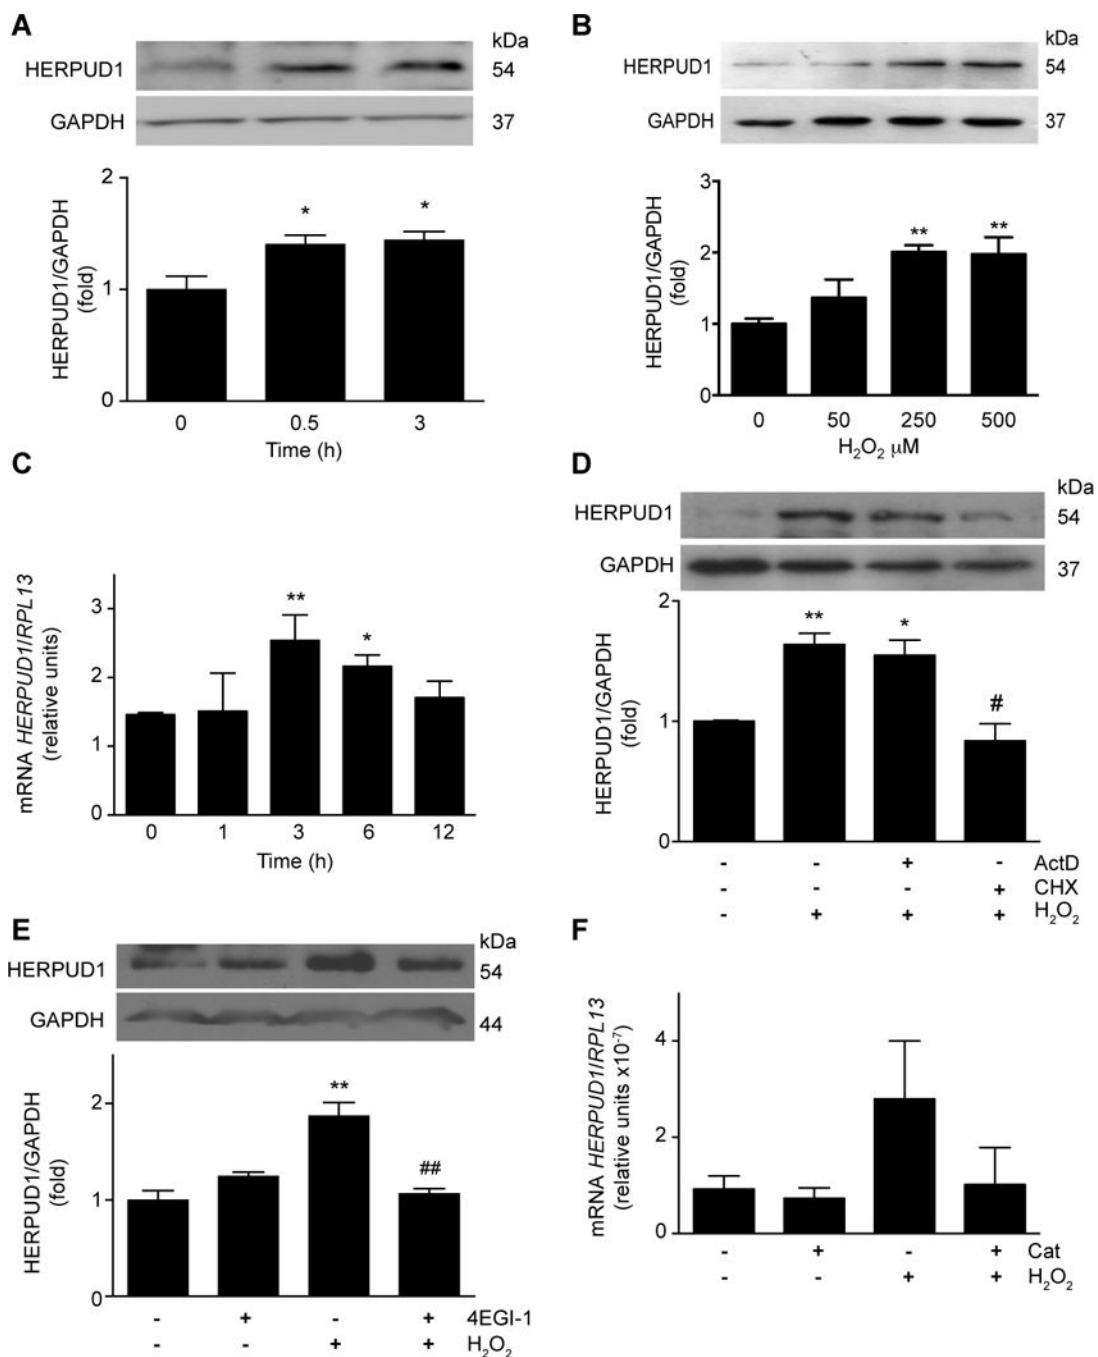 A
kDa
HERPUD1
54
GAPDH
37
HERPUD1/GAPDH
(fold)
2
1
0
*
*
0 0.5 3
Time (h)
B
kDa
HERPUD1
54
GAPDH
37
HERPUD1/GAPDH
(fold)
3
2
1
0
**
**
0 50 250 500
H₂O₂ μM
C
mRNA HERPUD1/RPL13
(relative units)
3
2
1
0
**
*
0 1 3 6 12
Time (h)
D
kDa
HERPUD1
54
GAPDH
37
HERPUD1/GAPDH
(fold)
2
1
0
**
*
#
- - + - ActD
- - - + CHX
- + + + H₂O₂
E
kDa
HERPUD1
54
GAPDH
44
HERPUD1/GAPDH
(fold)
2
1
0
**
##
- + - + 4EGI-1
- - + + H₂O₂
F
mRNA HERPUD1/RPL13
(relative units x10⁻⁷)
4
2
0
- + - + Cat
- - + + H₂O₂